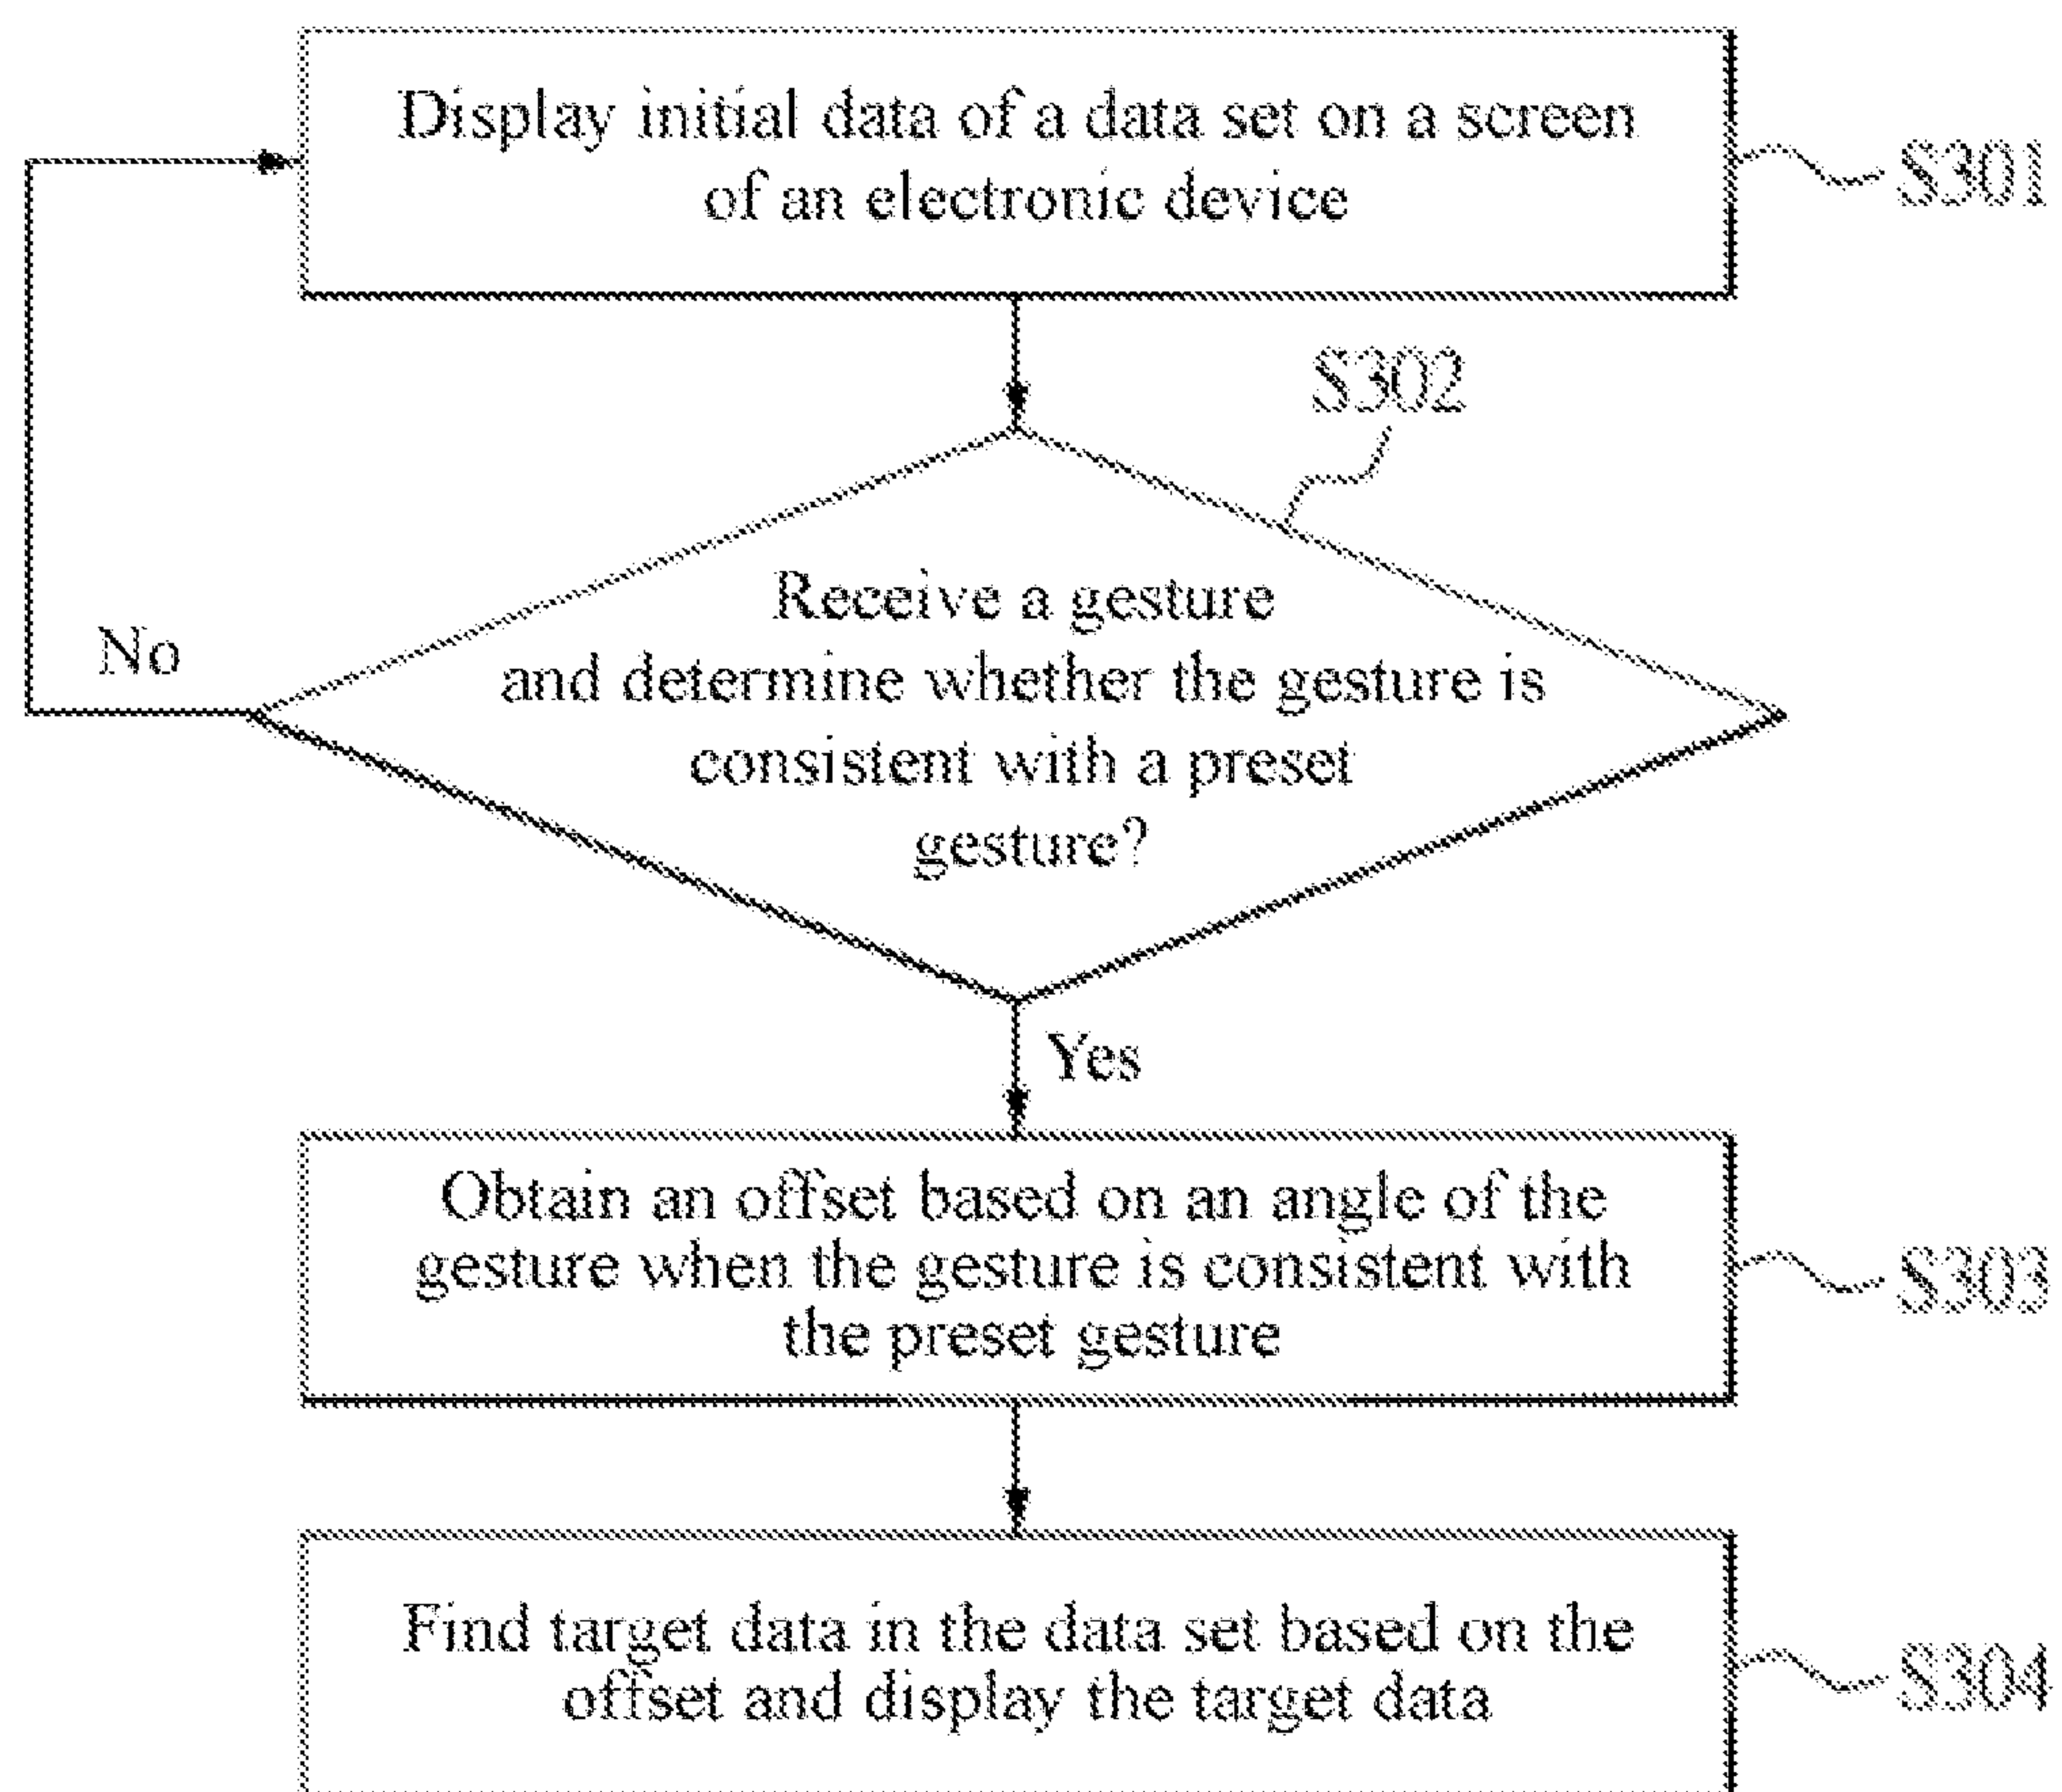 Display initial data of a data set on a screen
of an electronic device
S301
S302
Receive a gesture
and determine whether the gesture is
consistent with a preset
gesture?
No
Yes
Obtain an offset based on an angle of the
gesture when the gesture is consistent with
the preset gesture
S303
Find target data in the data set based on the
offset and display the target data
S304